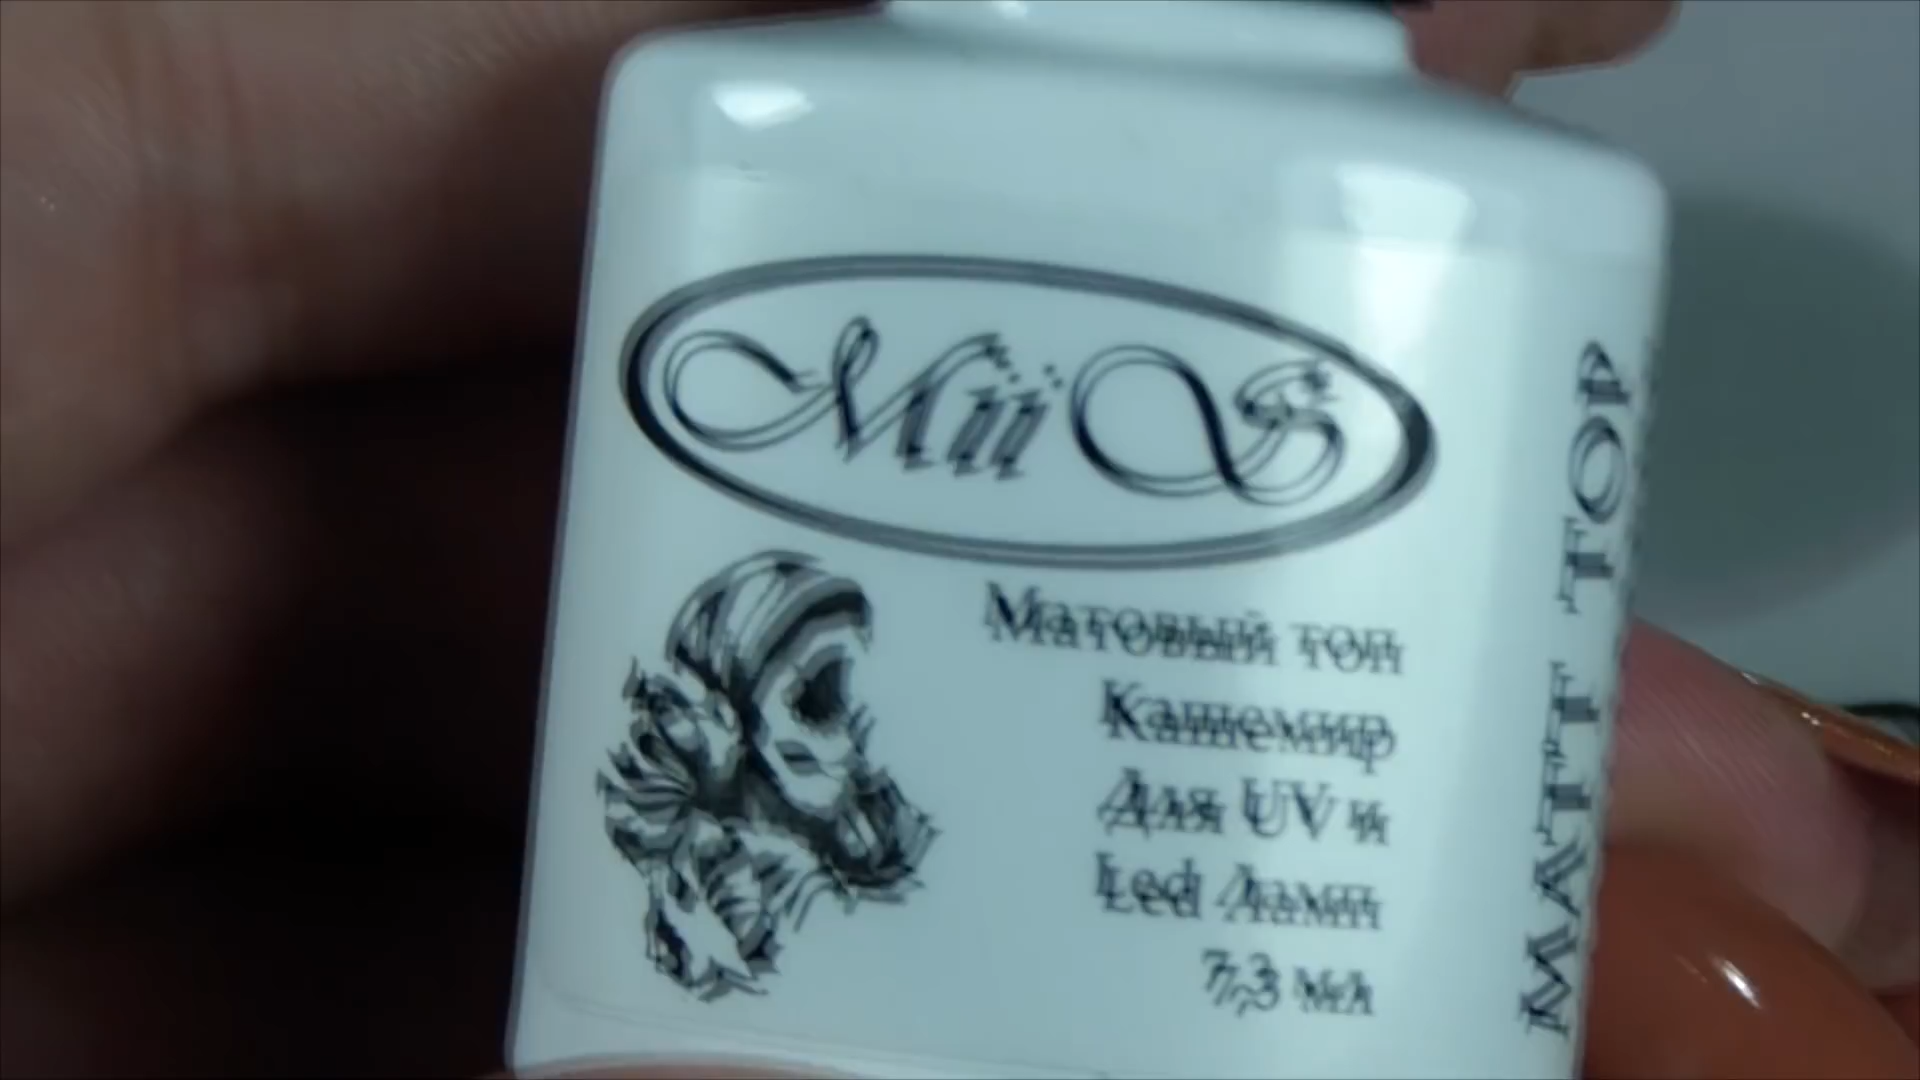 MiiS
Матовый топ
Кашемир
Для UV и
Led Ламп
7,3 мл
MATT TOP